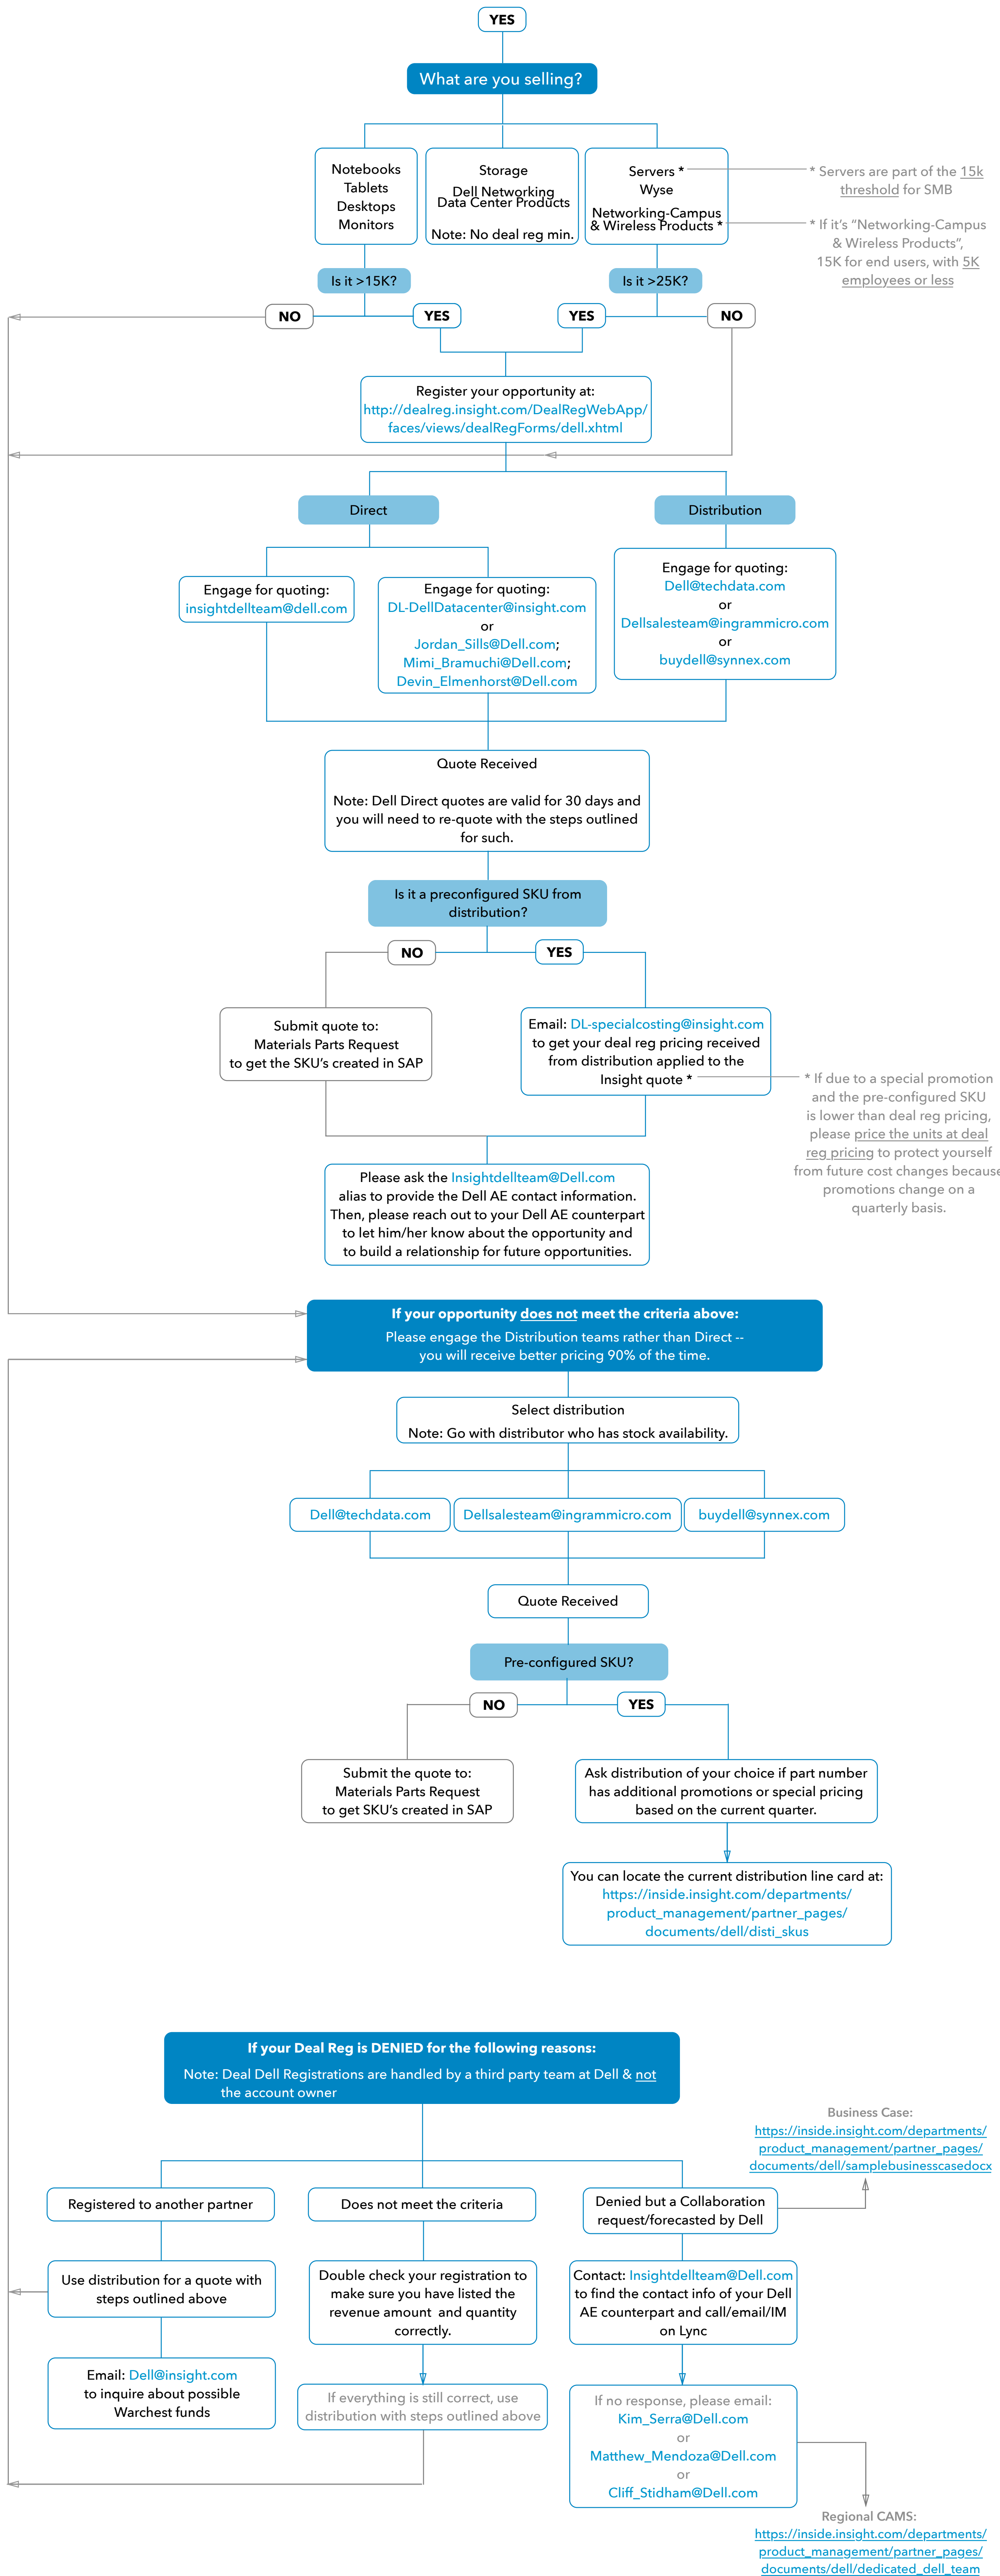 YES
What are you selling?
Notebooks
Tablets
Desktops
Monitors
Storage
Dell Networking
Data Center Products
Note: No deal reg min.
Servers *
Wyse
Networking-Campus
& Wireless Products *
* Servers are part of the 15k
threshold for SMB
* If it's “Networking-Campus
& Wireless Products”,
15K for end users, with 5K
employees or less
Is it >15K?
Is it >25K?
NO
YES
YES
NO
Register your opportunity at:
http://dealreg.insight.com/DealRegWebApp/
faces/views/dealRegForms/dell.xhtml
Direct
Distribution
Engage for quoting:
insightdellteam@dell.com
Engage for quoting:
DL-DellDatacenter@insight.com
or
Jordan_Sills@Dell.com;
Mimi_Bramuchi@Dell.com;
Devin_Elmenhorst@Dell.com
Engage for quoting:
Dell@techdata.com
or
Dellsalesteam@ingrammicro.com
or
buydell@synnex.com
Quote Received
Note: Dell Direct quotes are valid for 30 days and
you will need to re-quote with the steps outlined
for such.
Is it a preconfigured SKU from
distribution?
NO
YES
Submit quote to:
Materials Parts Request
to get the SKU's created in SAP
Email: DL-specialcosting@insight.com
to get your deal reg pricing received
from distribution applied to the
Insight quote *
* If due to a special promotion
and the pre-configured SKU
is lower than deal reg pricing,
please price the units at deal
reg pricing to protect yourself
from future cost changes because
promotions change on a
quarterly basis.
Please ask the Insightdellteam@Dell.com
alias to provide the Dell AE contact information.
Then, please reach out to your Dell AE counterpart
to let him/her know about the opportunity and
to build a relationship for future opportunities.
If your opportunity does not meet the criteria above:
Please engage the Distribution teams rather than Direct --
you will receive better pricing 90% of the time.
Select distribution
Note: Go with distributor who has stock availability.
Dell@techdata.com
Dellsalesteam@ingrammicro.com
buydell@synnex.com
Quote Received
Pre-configured SKU?
NO
YES
Submit the quote to:
Materials Parts Request
to get SKU's created in SAP
Ask distribution of your choice if part number
has additional promotions or special pricing
based on the current quarter.
You can locate the current distribution line card at:
https://inside.insight.com/departments/
product_management/partner_pages/
documents/dell/disti_skus
If your Deal Reg is DENIED for the following reasons:
Note: Deal Dell Registrations are handled by a third party team at Dell & not
the account owner
Business Case:
https://inside.insight.com/departments/
product_management/partner_pages/
documents/dell/samplebusinesscasedocx
Registered to another partner
Does not meet the criteria
Denied but a Collaboration
request/forecasted by Dell
Use distribution for a quote with
steps outlined above
Double check your registration to
make sure you have listed the
revenue amount and quantity
correctly.
Contact: Insightdellteam@Dell.com
to find the contact info of your Dell
AE counterpart and call/email/IM
on Lync
Email: Dell@insight.com
to inquire about possible
Warchest funds
If everything is still correct, use
distribution with steps outlined above
If no response, please email:
Kim_Serra@Dell.com
or
Matthew_Mendoza@Dell.com
or
Cliff_Stidham@Dell.com
Regional CAMS:
https://inside.insight.com/departments/
product_management/partner_pages/
documents/dell/dedicated_dell_team